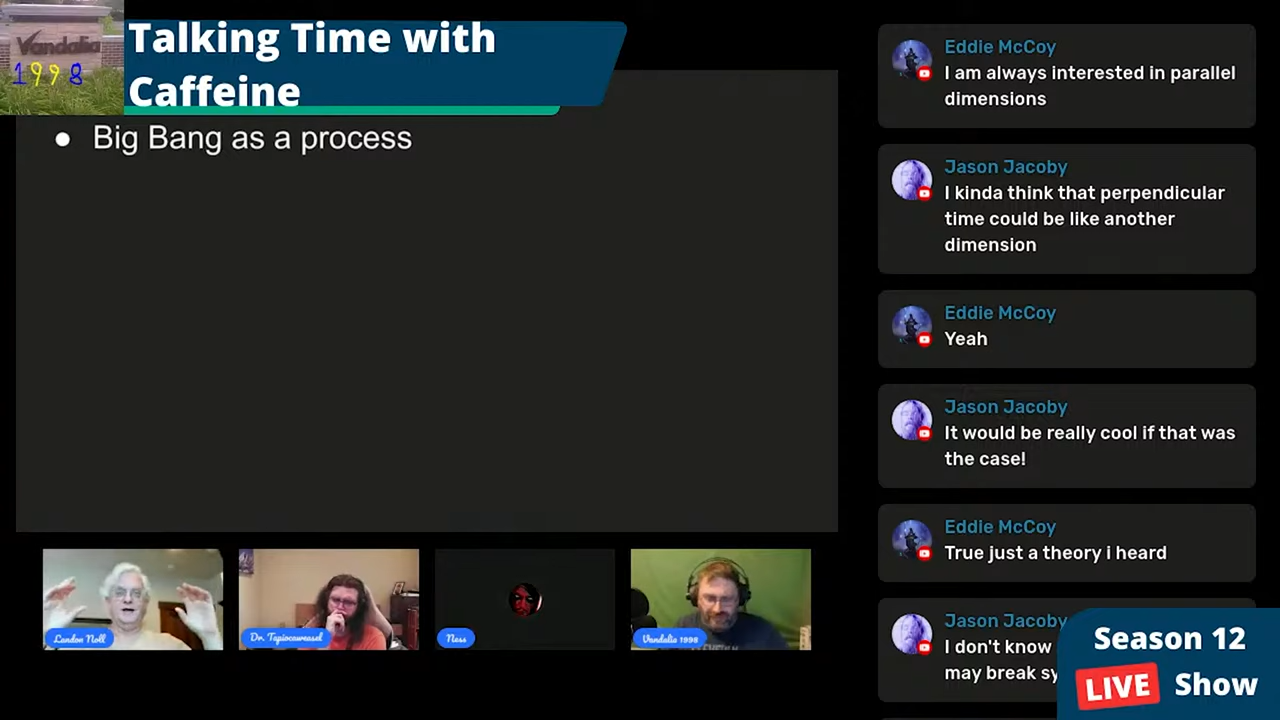 Vandalia
1998
Talking Time with
Caffeine
● Big Bang as a process
Landon Noll
Dr. Tapiocaweasel
Ness
Vandalia 1998
Eddie McCoy
I am always interested in parallel
dimensions
Jason Jacoby
I kinda think that perpendicular
time could be like another
dimension
Eddie McCoy
Yeah
Jason Jacoby
It would be really cool if that was
the case!
Eddie McCoy
True just a theory i heard
Jason Jacoby
I don't know
may break sy
Season 12
LIVE Show